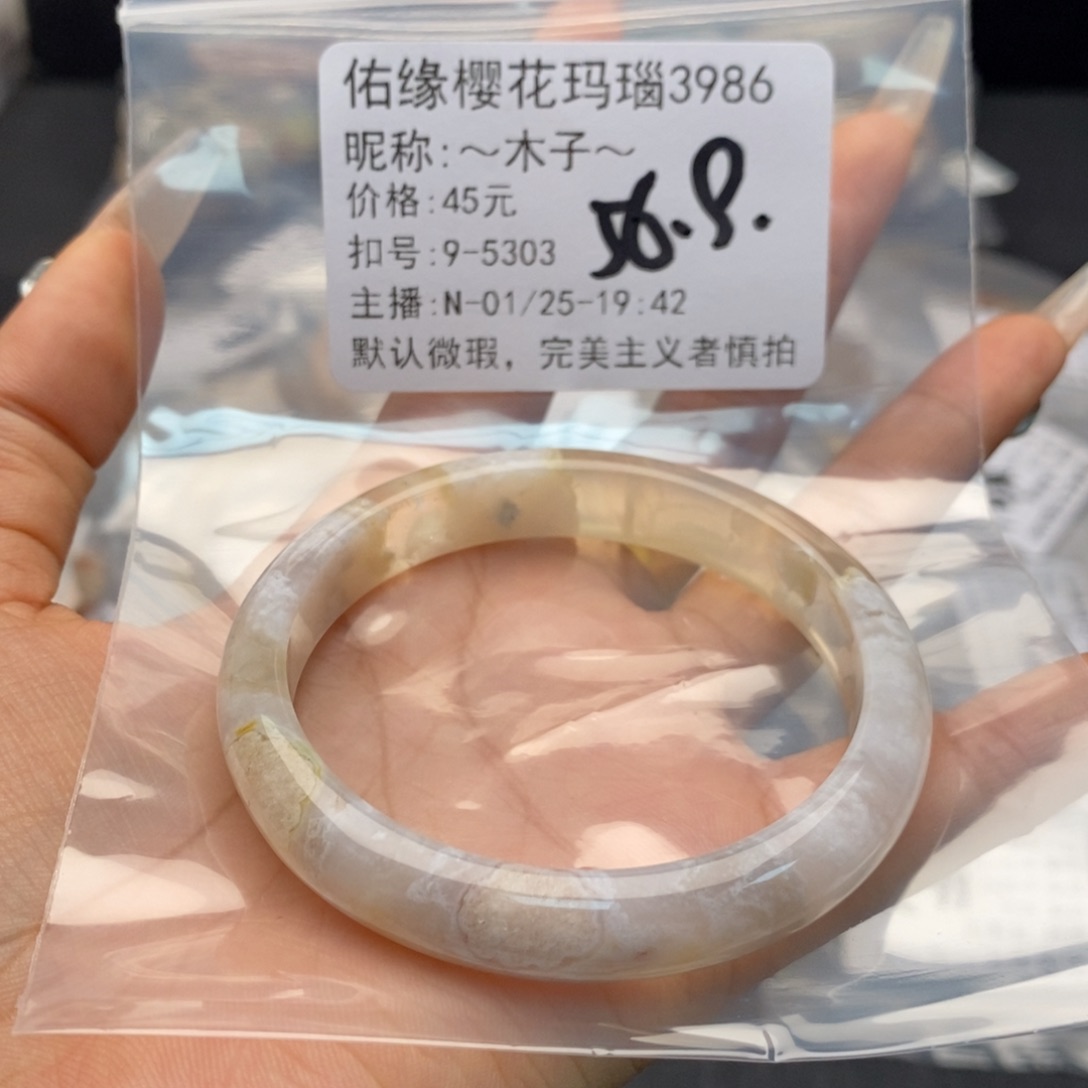 佑缘樱花玛瑙3986
昵称:～木子～
价格:45元
56.9.
扣号:9-5303
主播:N-01/25-19:42
默认微瑕，完美主义者慎拍